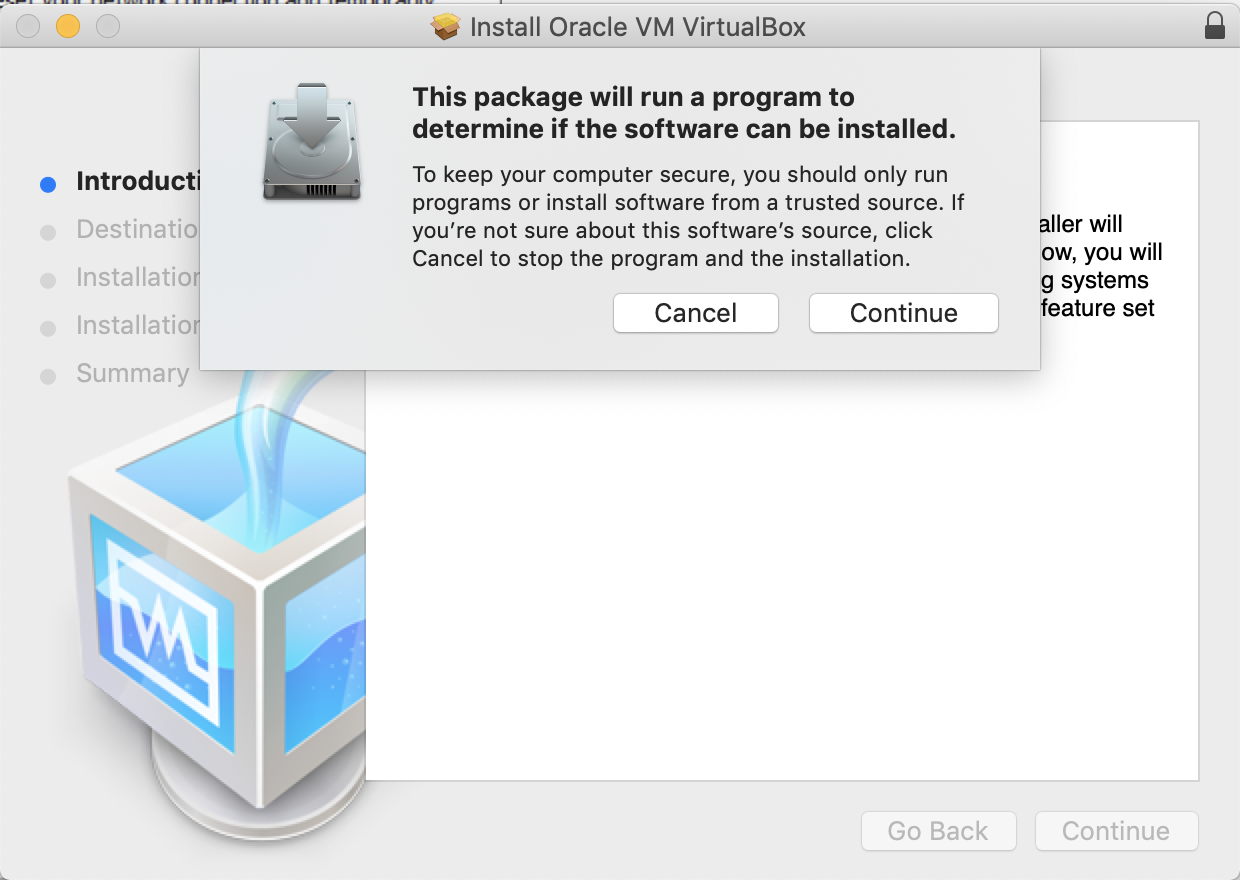 Install Oracle VM VirtualBox
This package will run a program to
determine if the software can be installed.
To keep your computer secure, you should only run
programs or install software from a trusted source. If
you’re not sure about this software’s source, click
Cancel to stop the program and the installation.
Cancel Continue
Introducti
Destinatio
Installation
Installation
Summary
aller will
ow, you will
g systems
feature set
VM
Go Back Continue